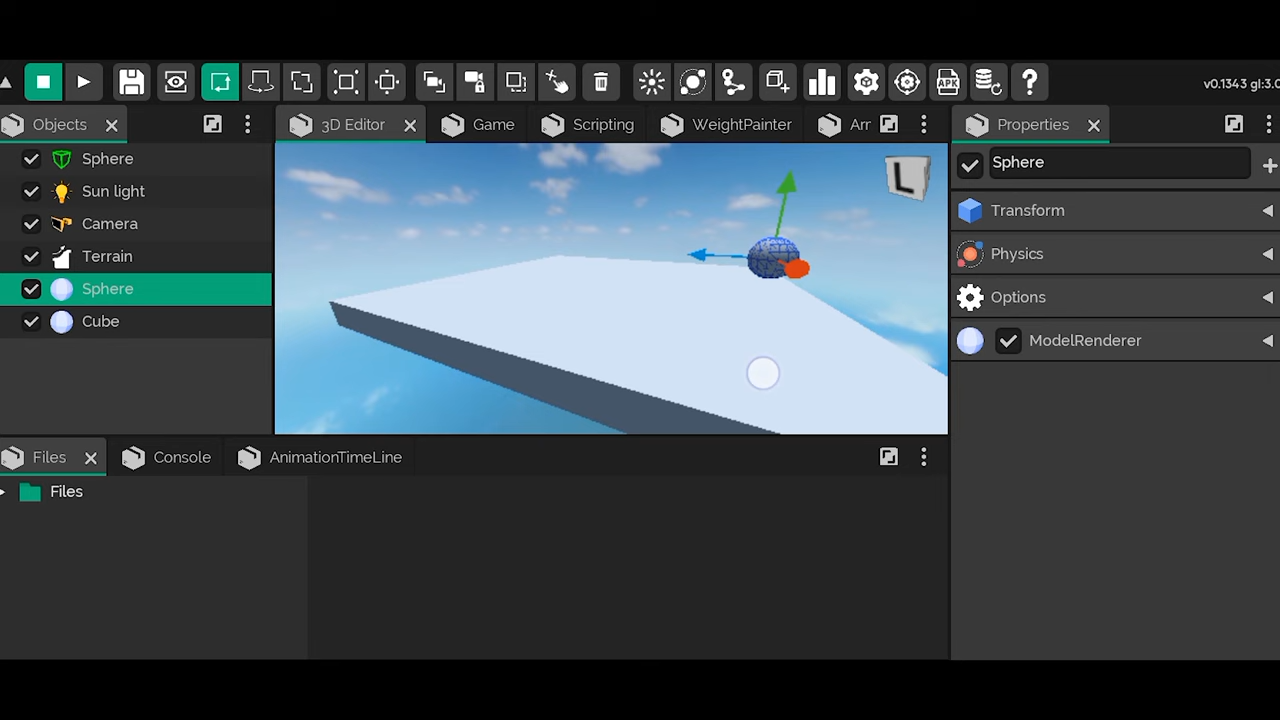 APK
?
v0.1343 gl:3.0
Objects
3D Editor
Game
Scripting
WeightPainter
Arr
Properties
Sphere
Sun light
Camera
Terrain
Sphere
Cube
L
Sphere
Transform
Physics
Options
ModelRenderer
Files
Console
AnimationTimeLine
Files